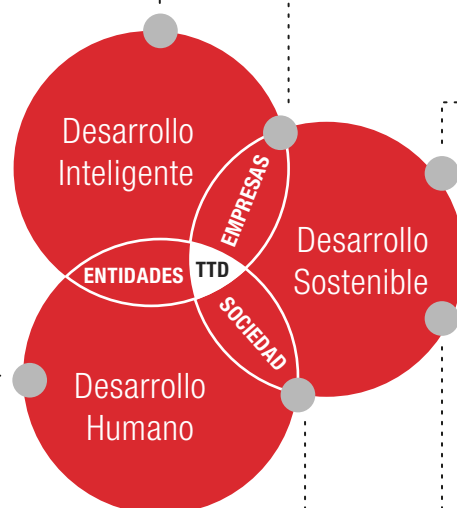 Desarrollo
Inteligente
EMPRESAS
Desarrollo
Sostenible
ENTIDADES
TTD
SOCIEDAD
Desarrollo
Humano